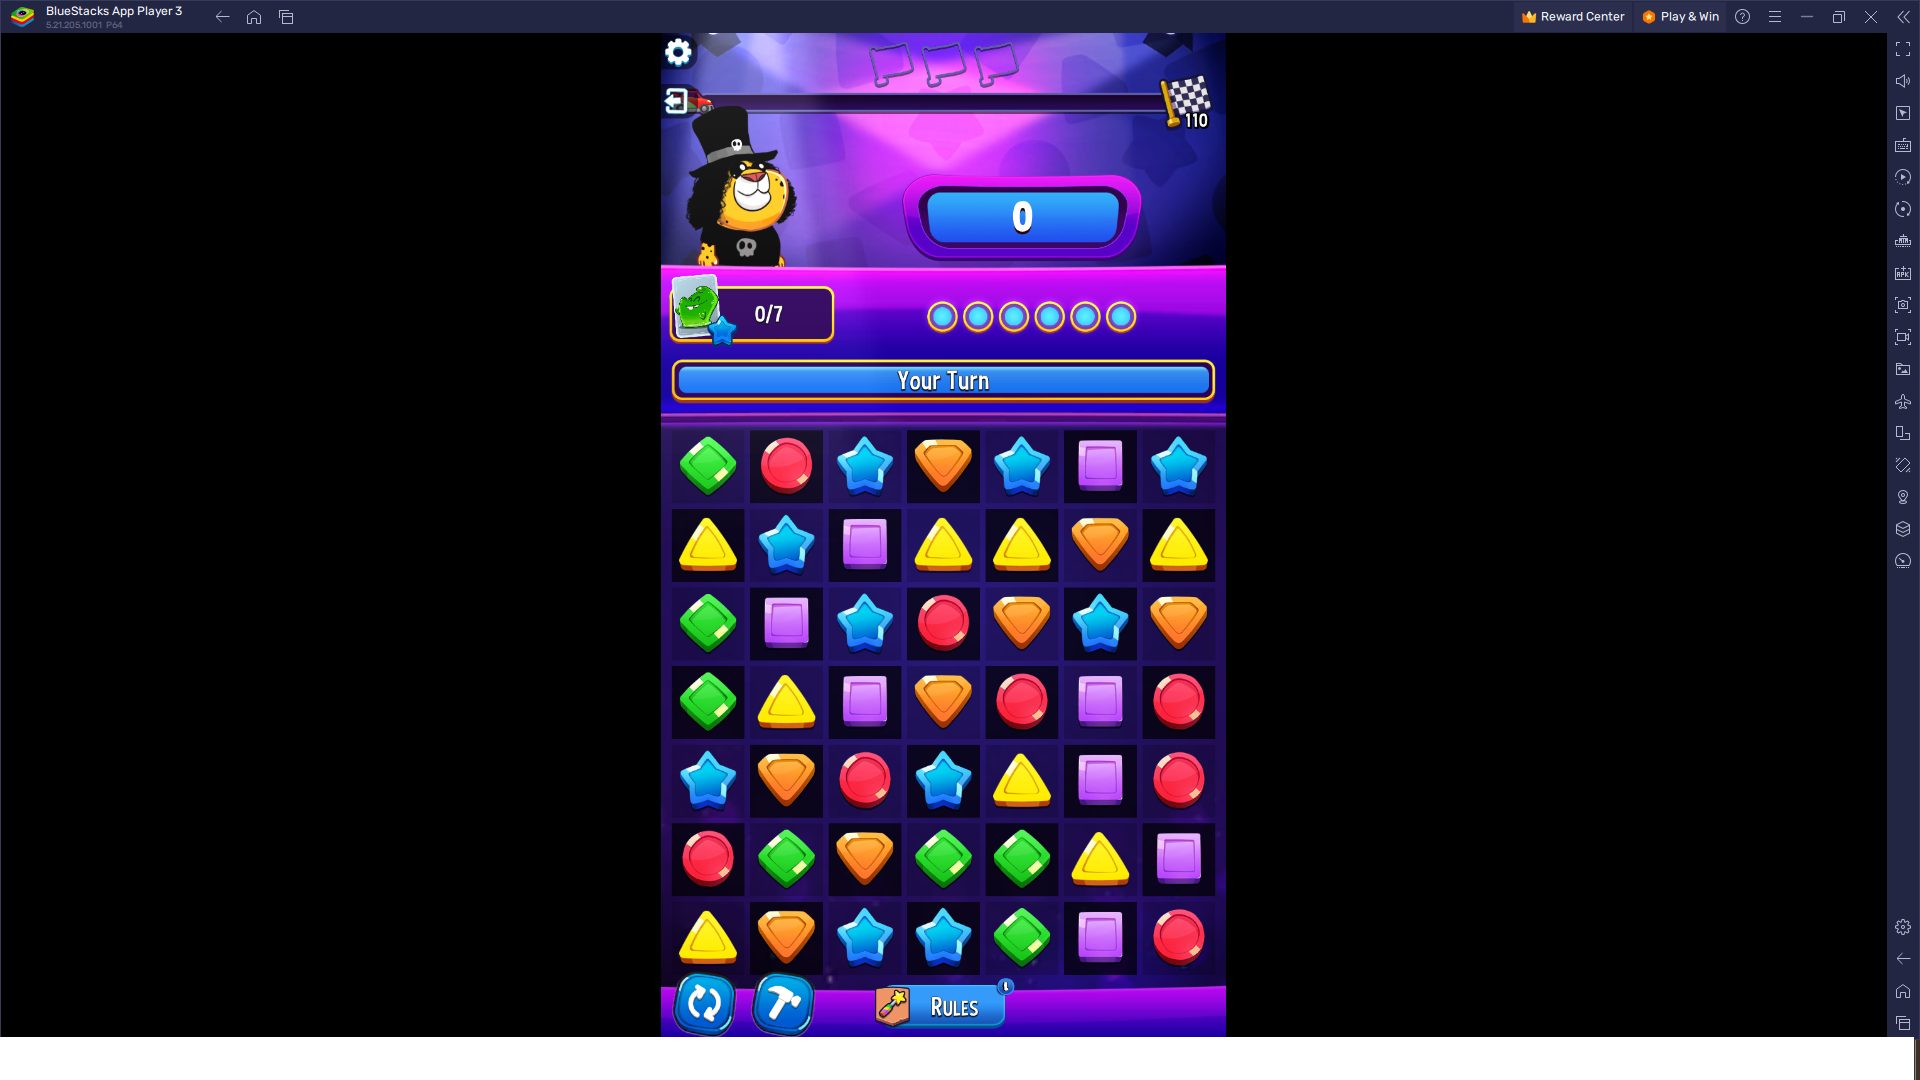 BlueStacks App Player 3
5.21.205.1001 P64
Reward Center
Play & Win
110
0
0/7
Your Turn
RULES
APK